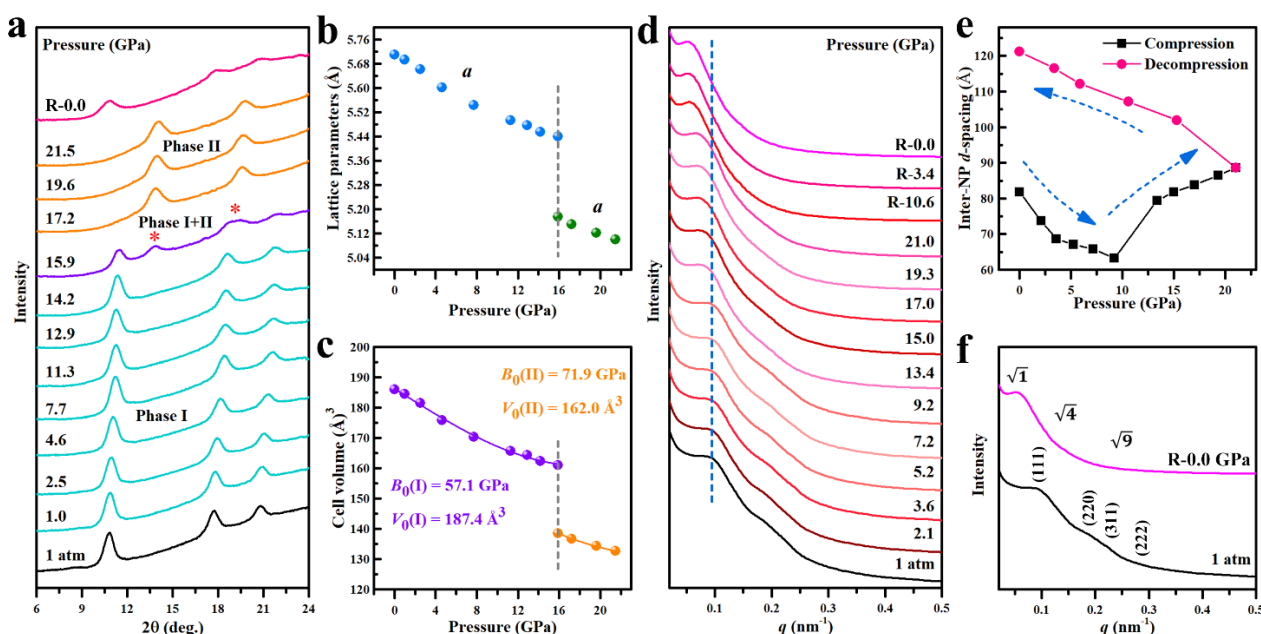 a
Pressure (GPa)
R-0.0
21.5
Phase II
19.6
17.2
Phase I+II
*
*
15.9
14.2
12.9
11.3
7.7
Phase I
4.6
2.5
1.0
1 atm
Intensity
6 9 12 15 18 21 24
2θ (deg.)
b
5.76
5.68
5.60
5.52
5.44
5.36
5.28
5.20
5.12
5.04
Lattice parameters (Å)
a
a
0 4 8 12 16 20
Pressure (GPa)
c
200
190
180
170
160
150
140
130
120
Cell volume (Å)³
B₀(II) = 71.9 GPa
V₀(II) = 162.0 Å³
B₀(I) = 57.1 GPa
V₀(I) = 187.4 Å³
0 4 8 12 16 20
Pressure (GPa)
d
Pressure (GPa)
R-0.0
R-3.4
R-10.6
21.0
19.3
17.0
15.0
13.4
9.2
7.2
5.2
3.6
2.1
1 atm
Intensity
0.1 0.2 0.3 0.4 0.5
q (nm⁻¹)
e
120
110
100
90
80
70
60
Inter-NP d-spacing (Å)
Compression
Decompression
0 5 10 15 20
Pressure (GPa)
f
√1
√4
√9
R-0.0 GPa
(111)
(220)
(311)
(222)
1 atm
Intensity
0.1 0.2 0.3 0.4 0.5
q (nm⁻¹)